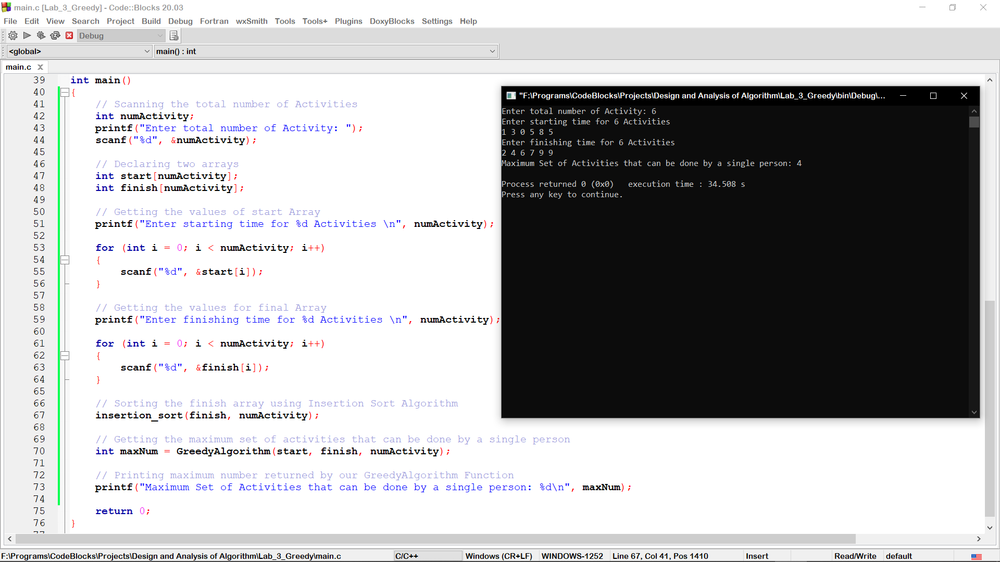 main.c [Lab_3_Greedy] - Code::Blocks 20.03
File Edit View Search Project Build Debug Fortran wxSmith Tools Tools+ Plugins DoxyBlocks Settings Help
Debug
<global> main() : int
main.c
39 int main()
40 {
41 // Scanning the total number of Activities
42 int numActivity;
43 printf("Enter total number of Activity: ");
44 scanf("%d", &numActivity);
45
46 // Declaring two arrays
47 int start[numActivity];
48 int finish[numActivity];
49
50 // Getting the values of start Array
51 printf("Enter starting time for %d Activities \n", numActivity);
52
53 for (int i = 0; i < numActivity; i++)
54 {
55 scanf("%d", &start[i]);
56 }
57
58 // Getting the values for final Array
59 printf("Enter finishing time for %d Activities \n", numActivity);
60
61 for (int i = 0; i < numActivity; i++)
62 {
63 scanf("%d", &finish[i]);
64 }
65
66 // Sorting the finish array using Insertion Sort Algorithm
67 insertion_sort(finish, numActivity);
68
69 // Getting the maximum set of activities that can be done by a single person
70 int maxNum = GreedyAlgorithm(start, finish, numActivity);
71
72 // Printing maximum number returned by our GreedyAlgorithm Function
73 printf("Maximum Set of Activities that can be done by a single person: %d\n", maxNum);
74
75 return 0;
76 }
"F:\Programs\CodeBlocks\Projects\Design and Analysis of Algorithm\Lab_3_Greedy\bin\Debug\...
Enter total number of Activity: 6
Enter starting time for 6 Activities
1 3 0 5 8 5
Enter finishing time for 6 Activities
2 4 6 7 9 9
Maximum Set of Activities that can be done by a single person: 4
Process returned 0 (0x0) execution time : 34.508 s
Press any key to continue.
F:\Programs\CodeBlocks\Projects\Design and Analysis of Algorithm\Lab_3_Greedy\main.c C/C++ Windows (CR+LF) WINDOWS-1252 Line 67, Col 41, Pos 1410 Insert Read/Write default